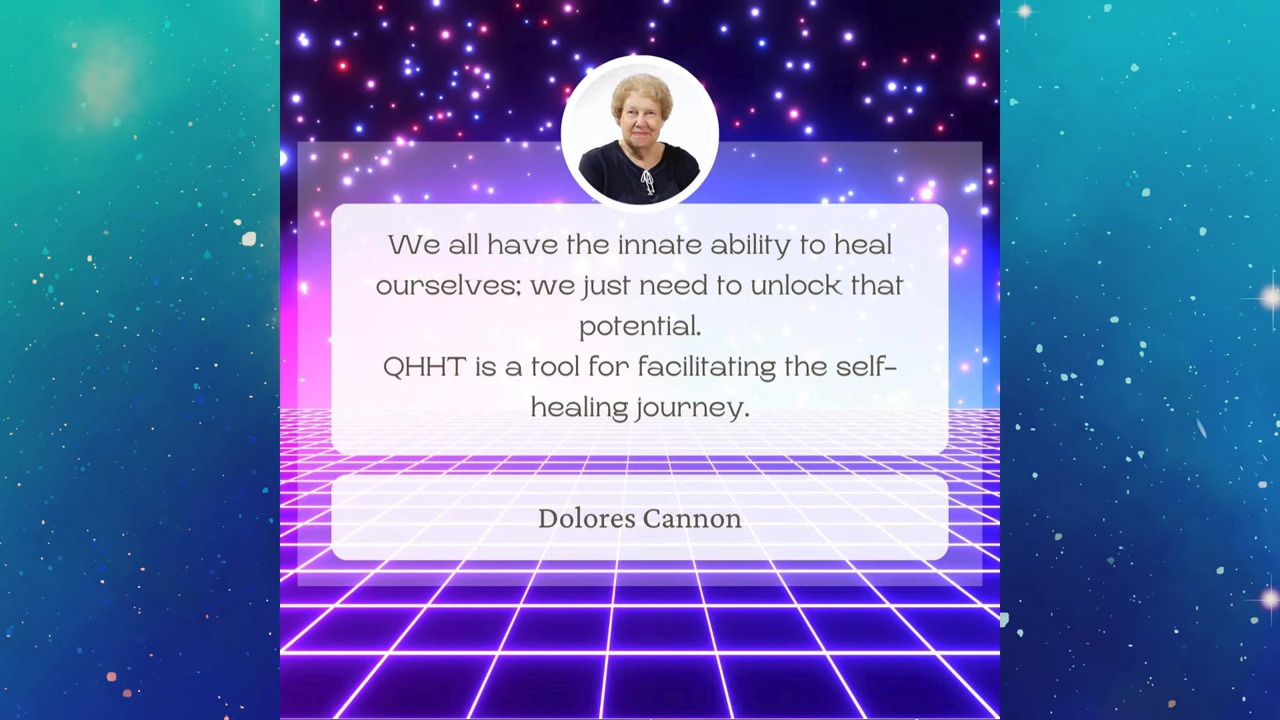 We all have the innate ability to heal
ourselves; we just need to unlock that
potential.
QHHT is a tool for facilitating the self-
healing journey.
Dolores Cannon